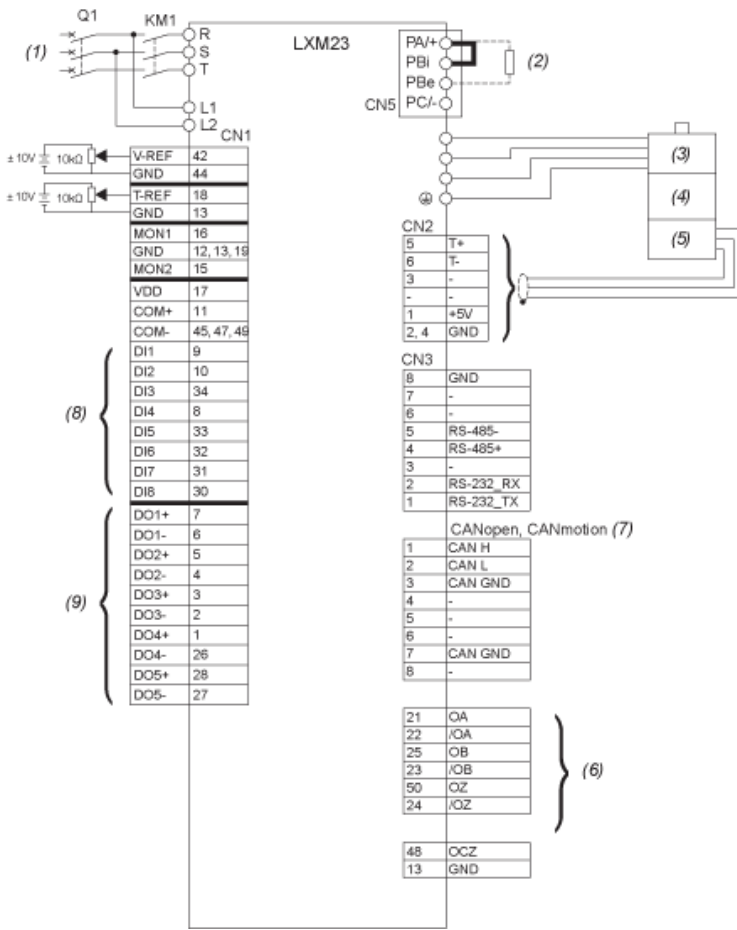 Q1
KM1
(1)
R
S
T
LXM23
PA/+
PBi
PBe
CN5 PC/-
(2)
L1
L2
CN1
± 10V 10kΩ
V-REF 42
GND 44
± 10V 10kΩ
T-REF 18
GND 13
MON1 16
GND 12, 13, 19
MON2 15
VDD 17
COM+ 11
COM- 45, 47, 49
(8)
DI1 9
DI2 10
DI3 34
DI4 8
DI5 33
DI6 32
DI7 31
DI8 30
(9)
DO1+ 7
DO1- 6
DO2+ 5
DO2- 4
DO3+ 3
DO3- 2
DO4+ 1
DO4- 26
DO5+ 28
DO5- 27
(3)
(4)
(5)
CN2
5 T+
6 T-
3 -
- -
1 +5V
2, 4 GND
CN3
8 GND
7 -
6 -
5 RS-485-
4 RS-485+
3 -
2 RS-232_RX
1 RS-232_TX
CANopen, CANmotion (7)
1 CAN H
2 CAN L
3 CAN GND
4 -
5 -
6 -
7 CAN GND
8 -
21 OA
22 /OA
25 OB
23 /OB
50 OZ
24 /OZ
(6)
48 OCZ
13 GND